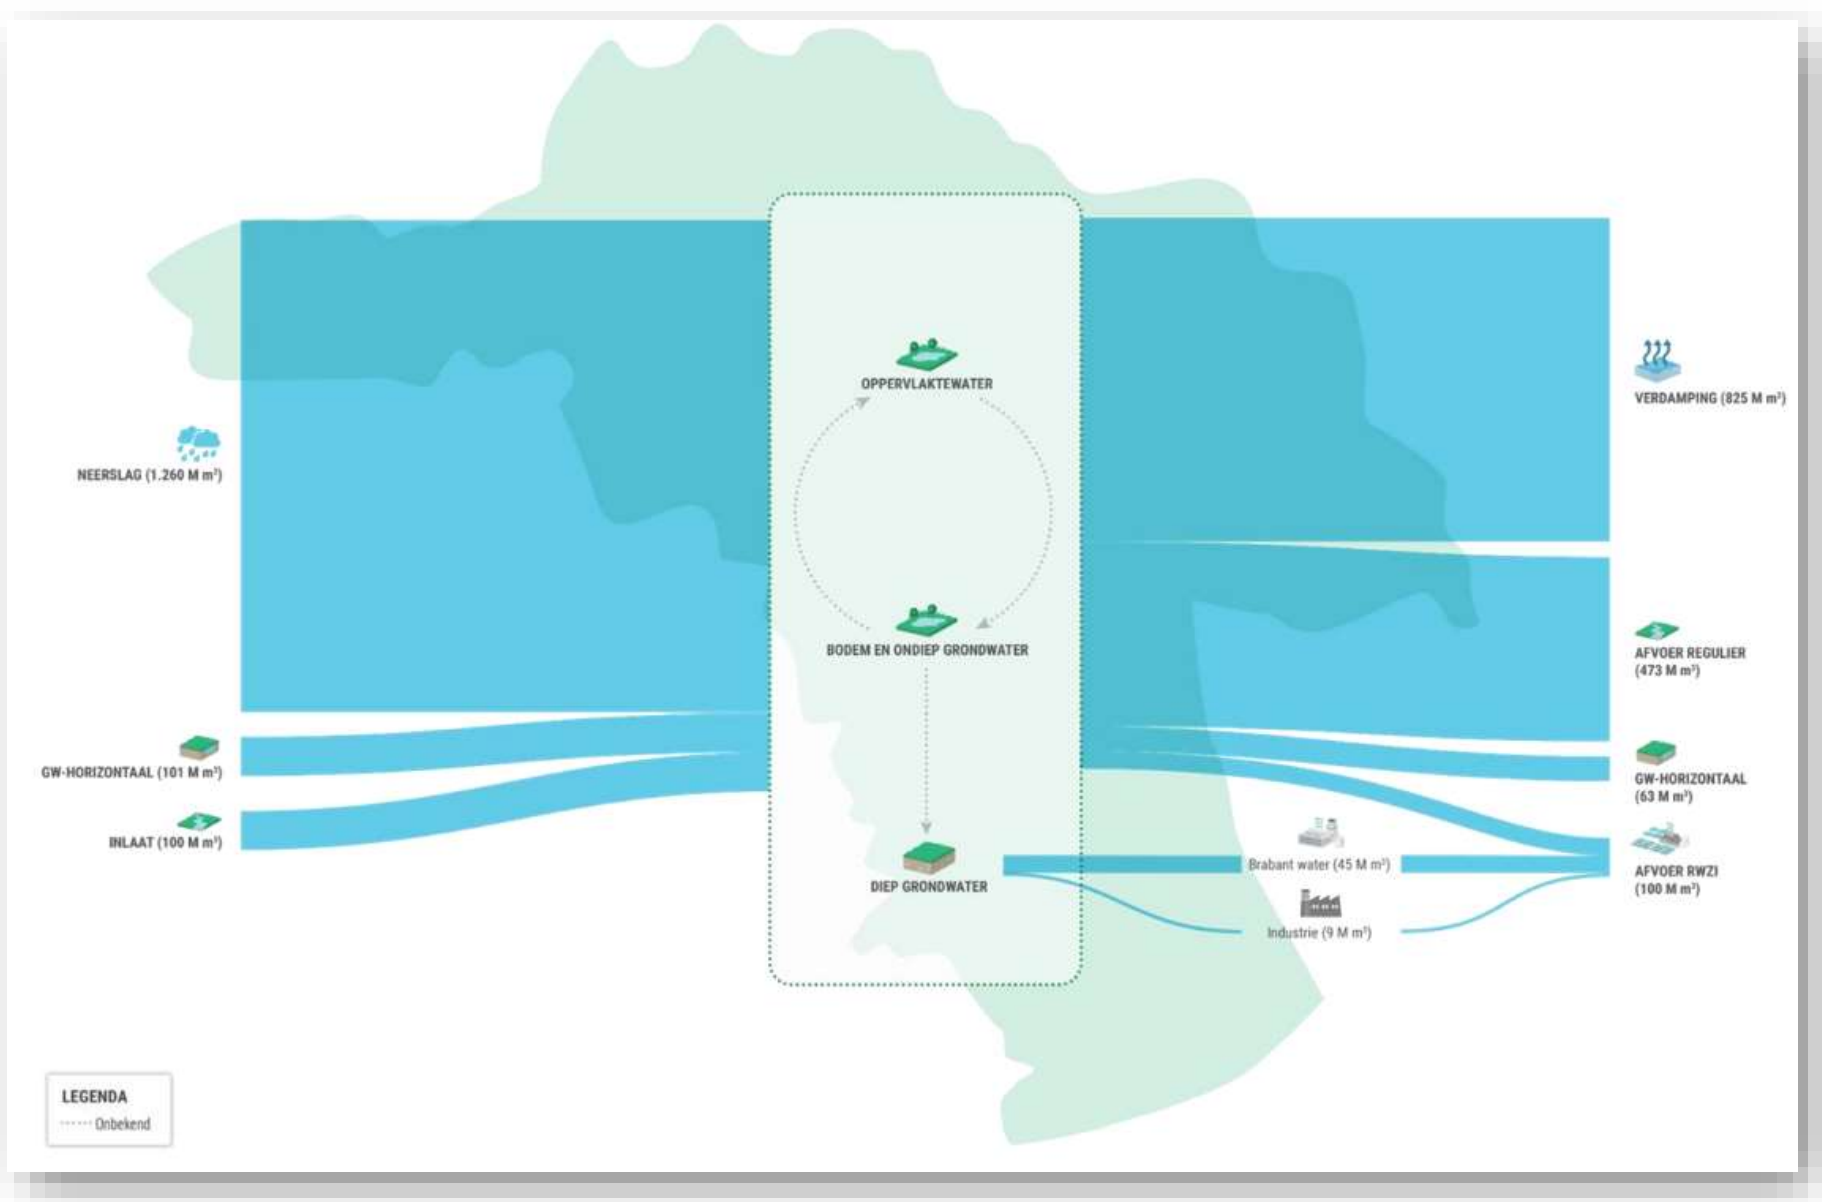 OPPERVLAKTEWATER
VERDAMPING (825 M m³)
NEERSLAG (1.260 M m³)
BODEM EN ONDIEP GRONDWATER
AFVOER REGULIER
(473 M m³)
GW-HORIZONTAAL (101 M m³)
GW-HORIZONTAAL
(63 M m³)
INLAAT (100 M m³)
DIEP GRONDWATER
Brabant water (45 M m³)
AFVOER RWZI
(100 M m³)
Industrie (9 M m³)
LEGENDA
Onbekend